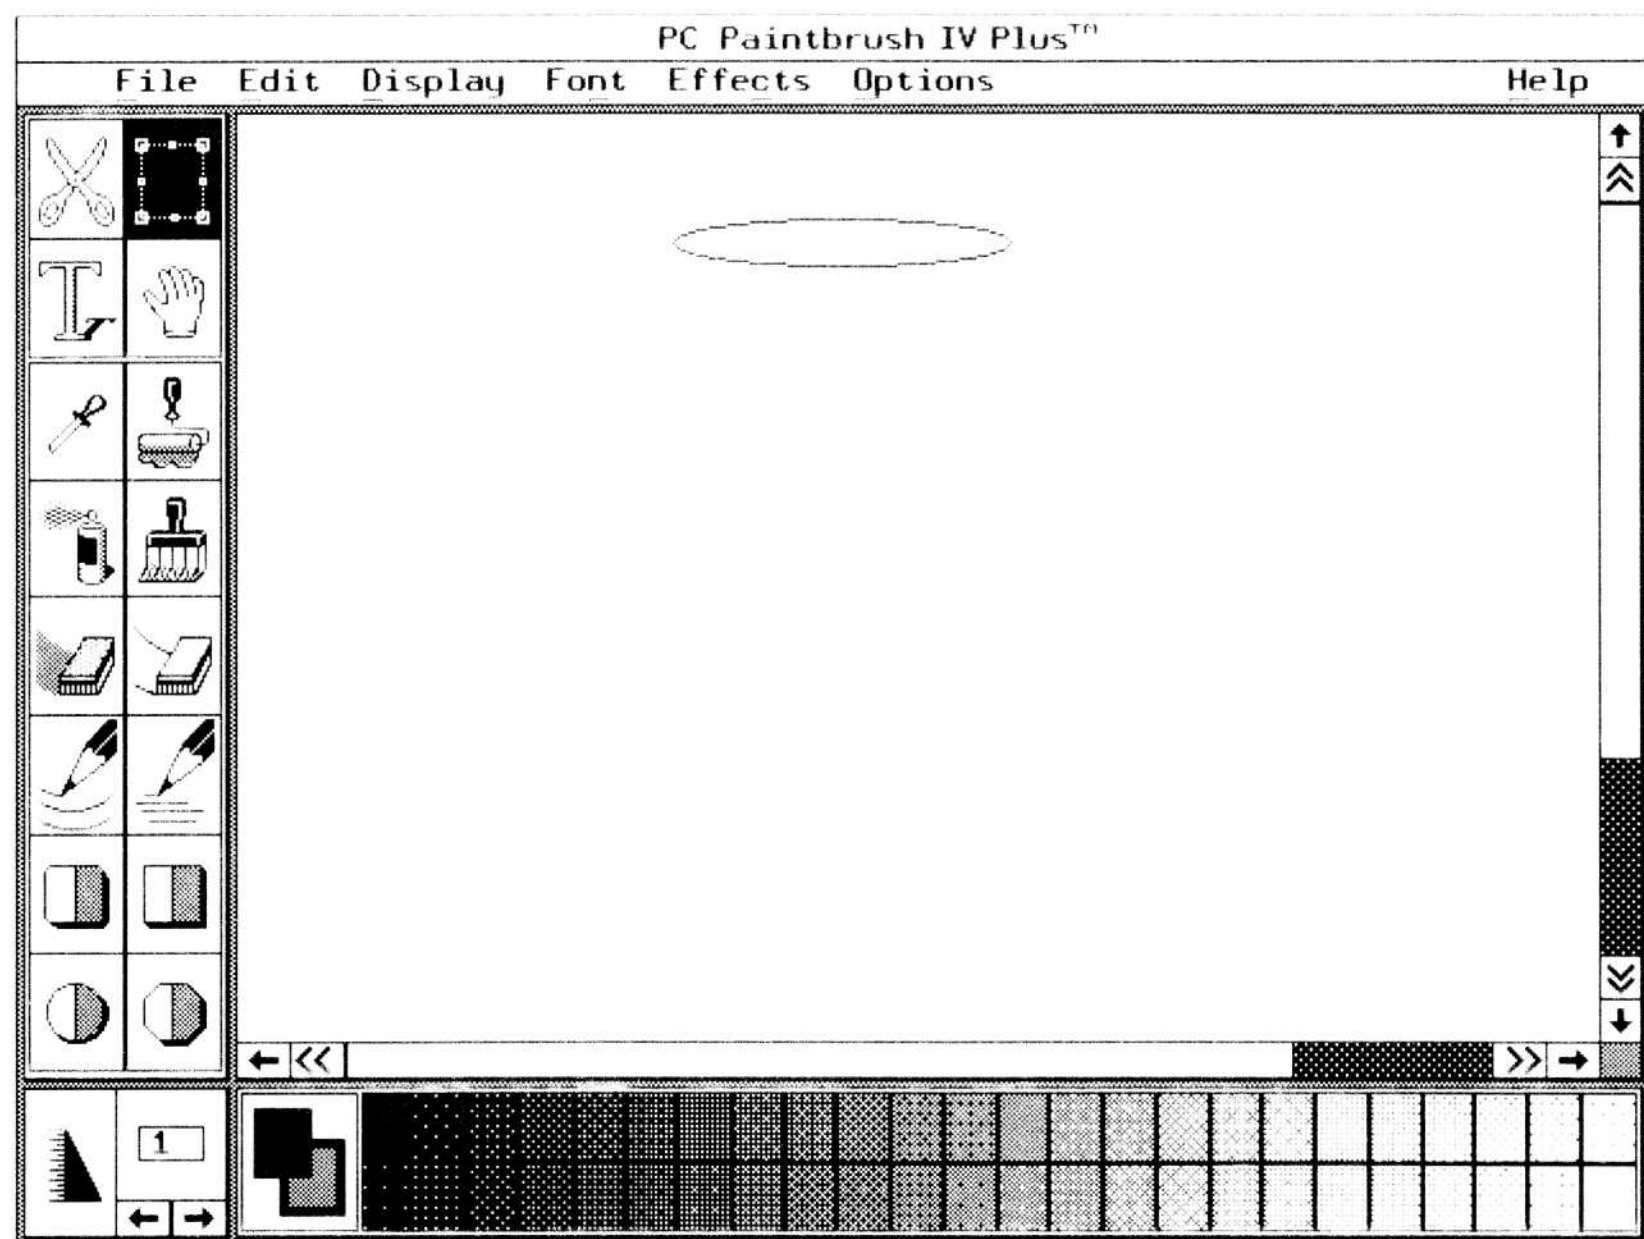 PC Paintbrush IV Plus™
File Edit Display Font Effects Options Help
1